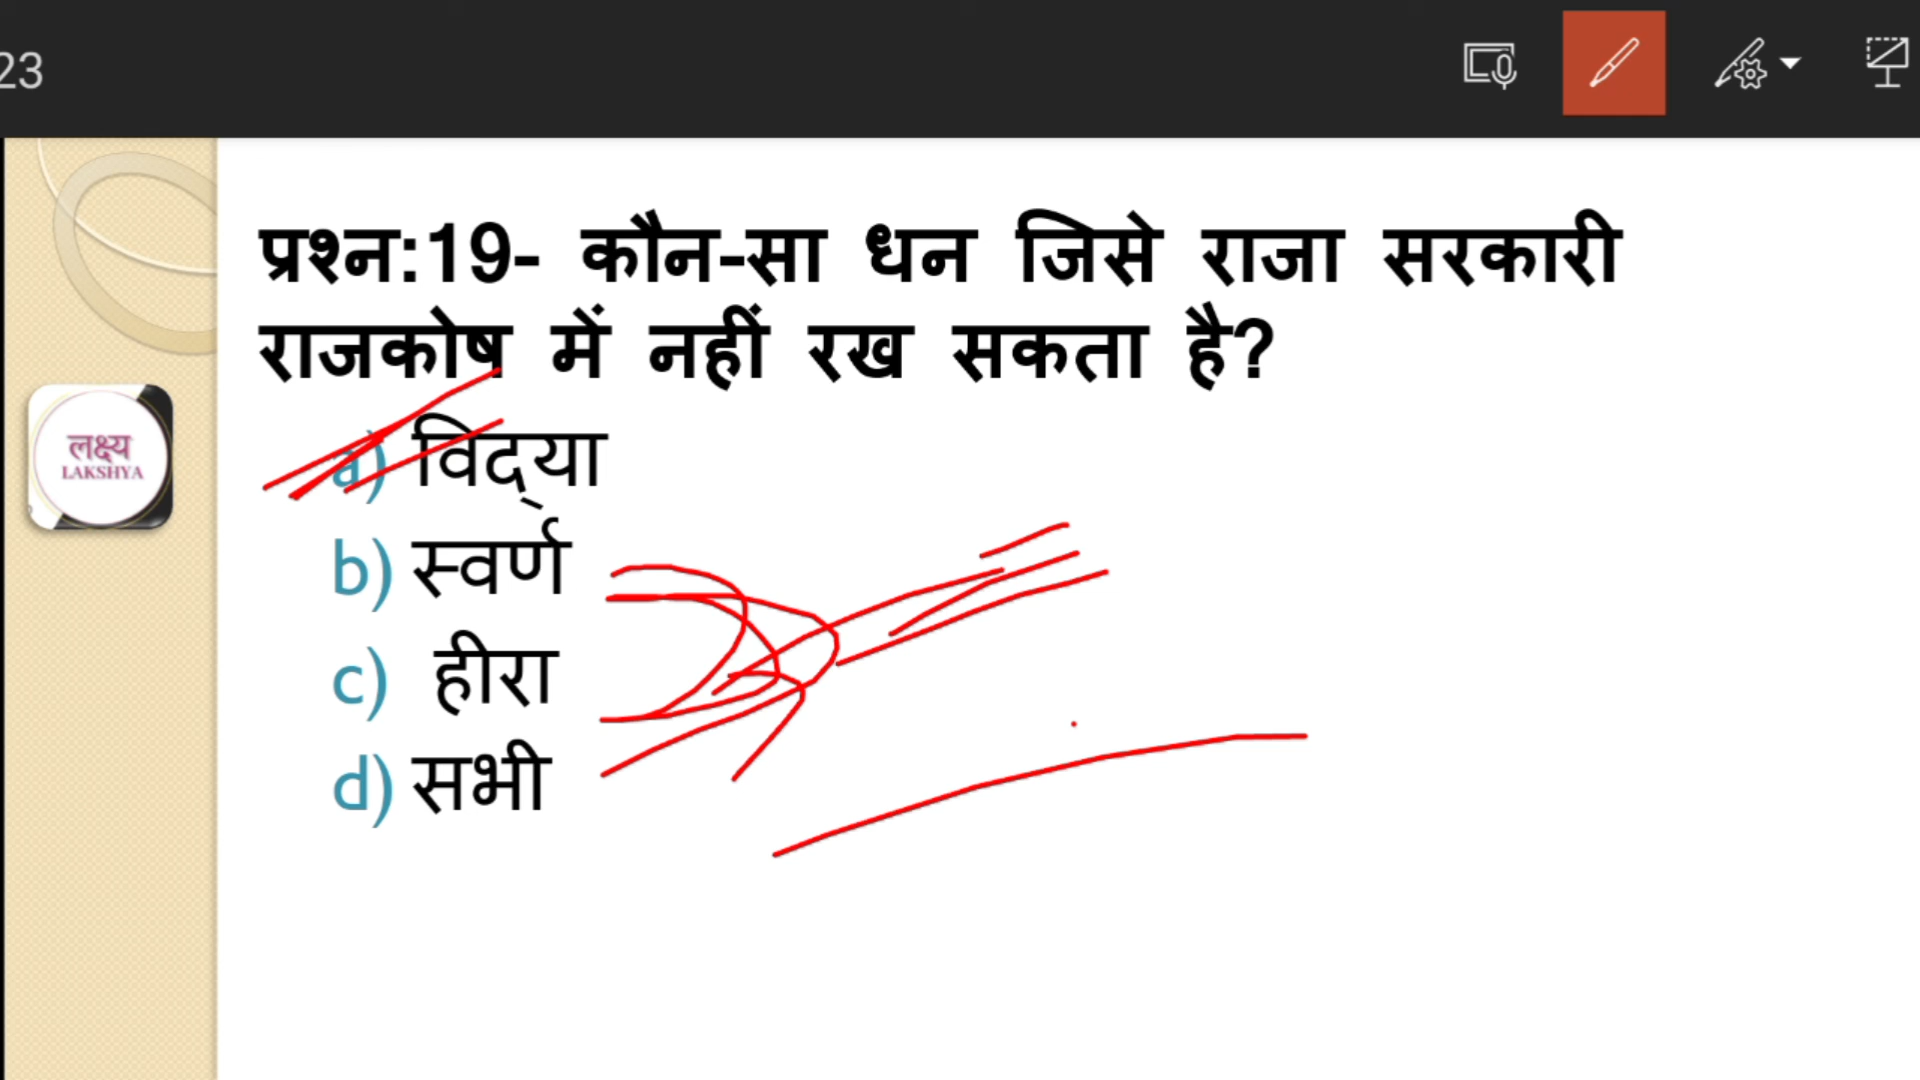 23
प्रश्न:19- कौन-सा धन जिसे राजा सरकारी
राजकोष में नहीं रख सकता है?
a) विद्या
b) स्वर्ण
c) हीरा
d) सभी
लक्ष्य
LAKSHYA